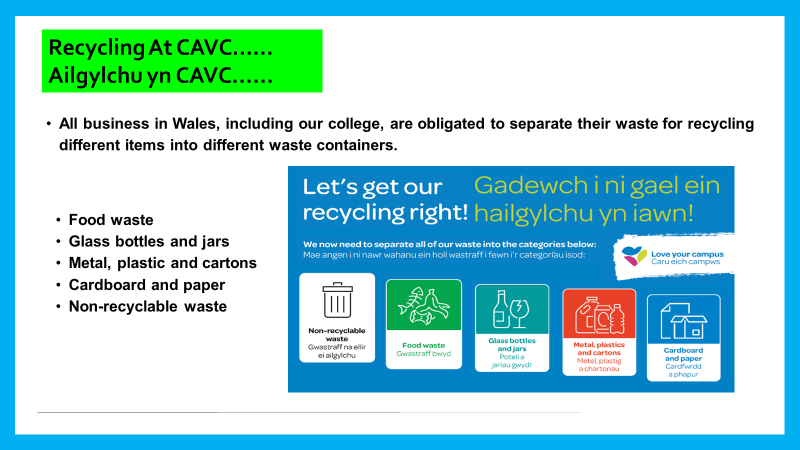 Recycling At CAVC……
Ailgylchu yn CAVC……
• All business in Wales, including our college, are obligated to separate their waste for recycling
different items into different waste containers.
• Food waste
• Glass bottles and jars
• Metal, plastic and cartons
• Cardboard and paper
• Non-recyclable waste
Let's get our
recycling right!
Gadewch i ni gael ein
hailgylchu yn iawn!
We now need to separate all of our waste into the categories below:
Mae angen i ni nawr wahanu ein holl wastraff i fewn i'r categorïau isod:
Love your campus
Caru eich campws
Non-recyclable
waste
Gwastraff na ellir
ei ailgylchu
Food waste
Gwastraff bwyd
Glass bottles
and jars
Poteli a
jariau gwydr
Metal, plastics
and cartons
Metel, plastig
a chartonau
Cardboard
and paper
Cardfwrdd
a phapur